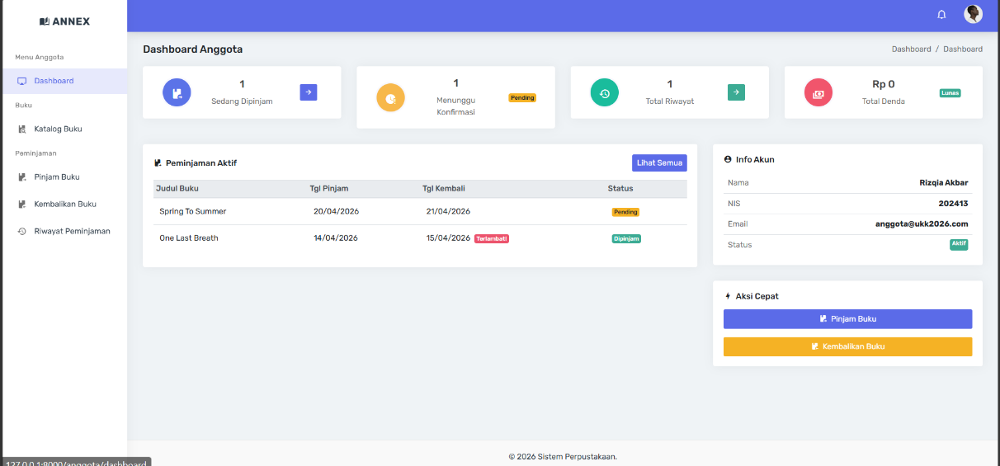 ANNEX
Menu Anggota
Dashboard
Buku
Katalog Buku
Peminjaman
Pinjam Buku
Kembalikan Buku
Riwayat Peminjaman
Dashboard Anggota
Dashboard / Dashboard
1
Sedang Dipinjam
1
Menunggu
Konfirmasi
Pending
1
Total Riwayat
Rp 0
Total Denda
Lunas
Peminjaman Aktif
Lihat Semua
Judul Buku Tgl Pinjam Tgl Kembali Status
Spring To Summer 20/04/2026 21/04/2026 Pending
One Last Breath 14/04/2026 15/04/2026 Terlambat! Dipinjam
Info Akun
Nama Rizqia Akbar
NIS 202413
Email anggota@ukk2026.com
Status Aktif
Aksi Cepat
Pinjam Buku
Kembalikan Buku
© 2026 Sistem Perpustakaan.
127.0.0.1:8000/anggota/dashboard